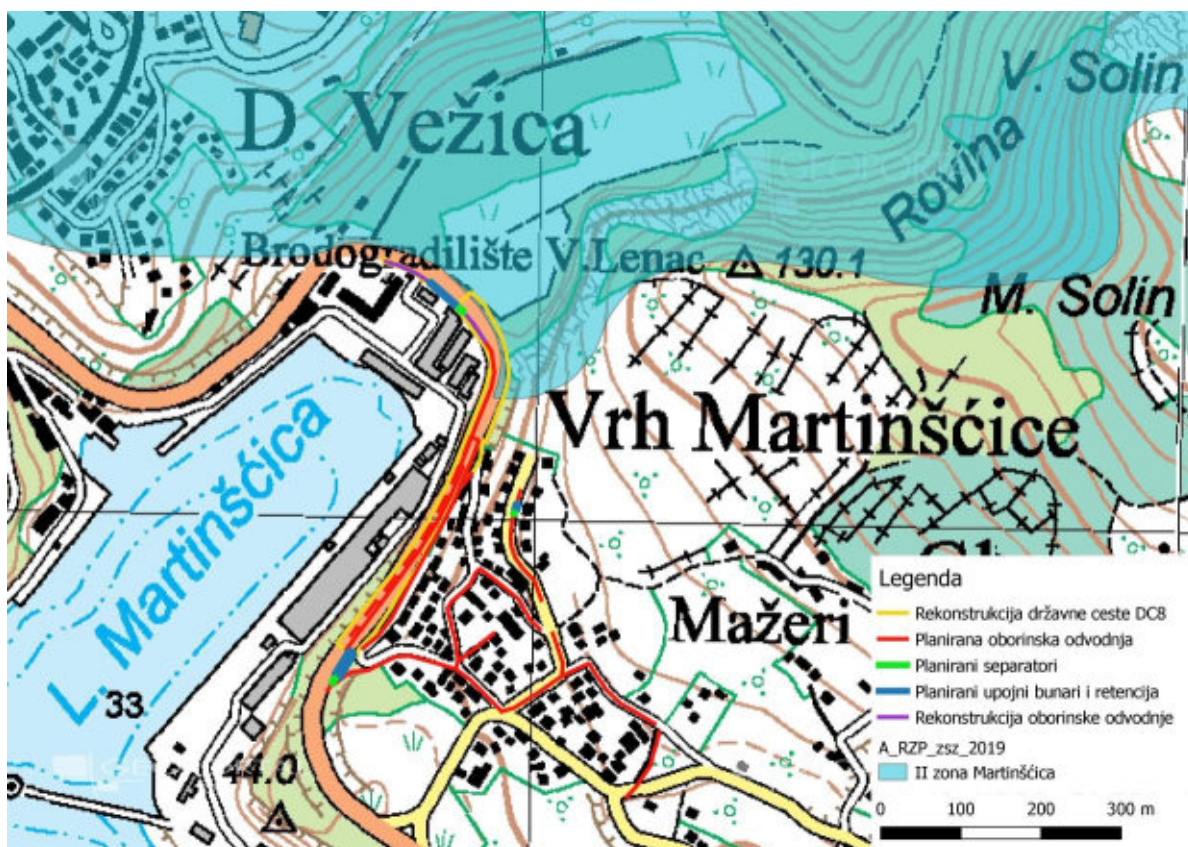 V. Solin
D Vežica
Rovilna
Brodogradilište V.Lenac 130.1
M. Solin
Vrh Martinšćice
L. Martinšćica
Mažeri
33
44.0
Legenda
Rekonstrukcija državne ceste DC8
Planirana oborinska odvodnja
Planirani separatori
Planirani upojni bunari i retencija
Rekonstrukcija oborinske odvodnje
A_RZP_zsz_2019
II zona Martinšćica
0 100 200 300 m